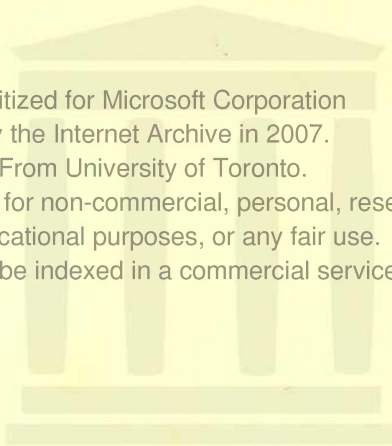 itized for Microsoft Corporation
the Internet Archive in 2007.
From University of Toronto.
for non-commercial, personal,
cational purposes, or any fair use.
be indexed in a commercial service